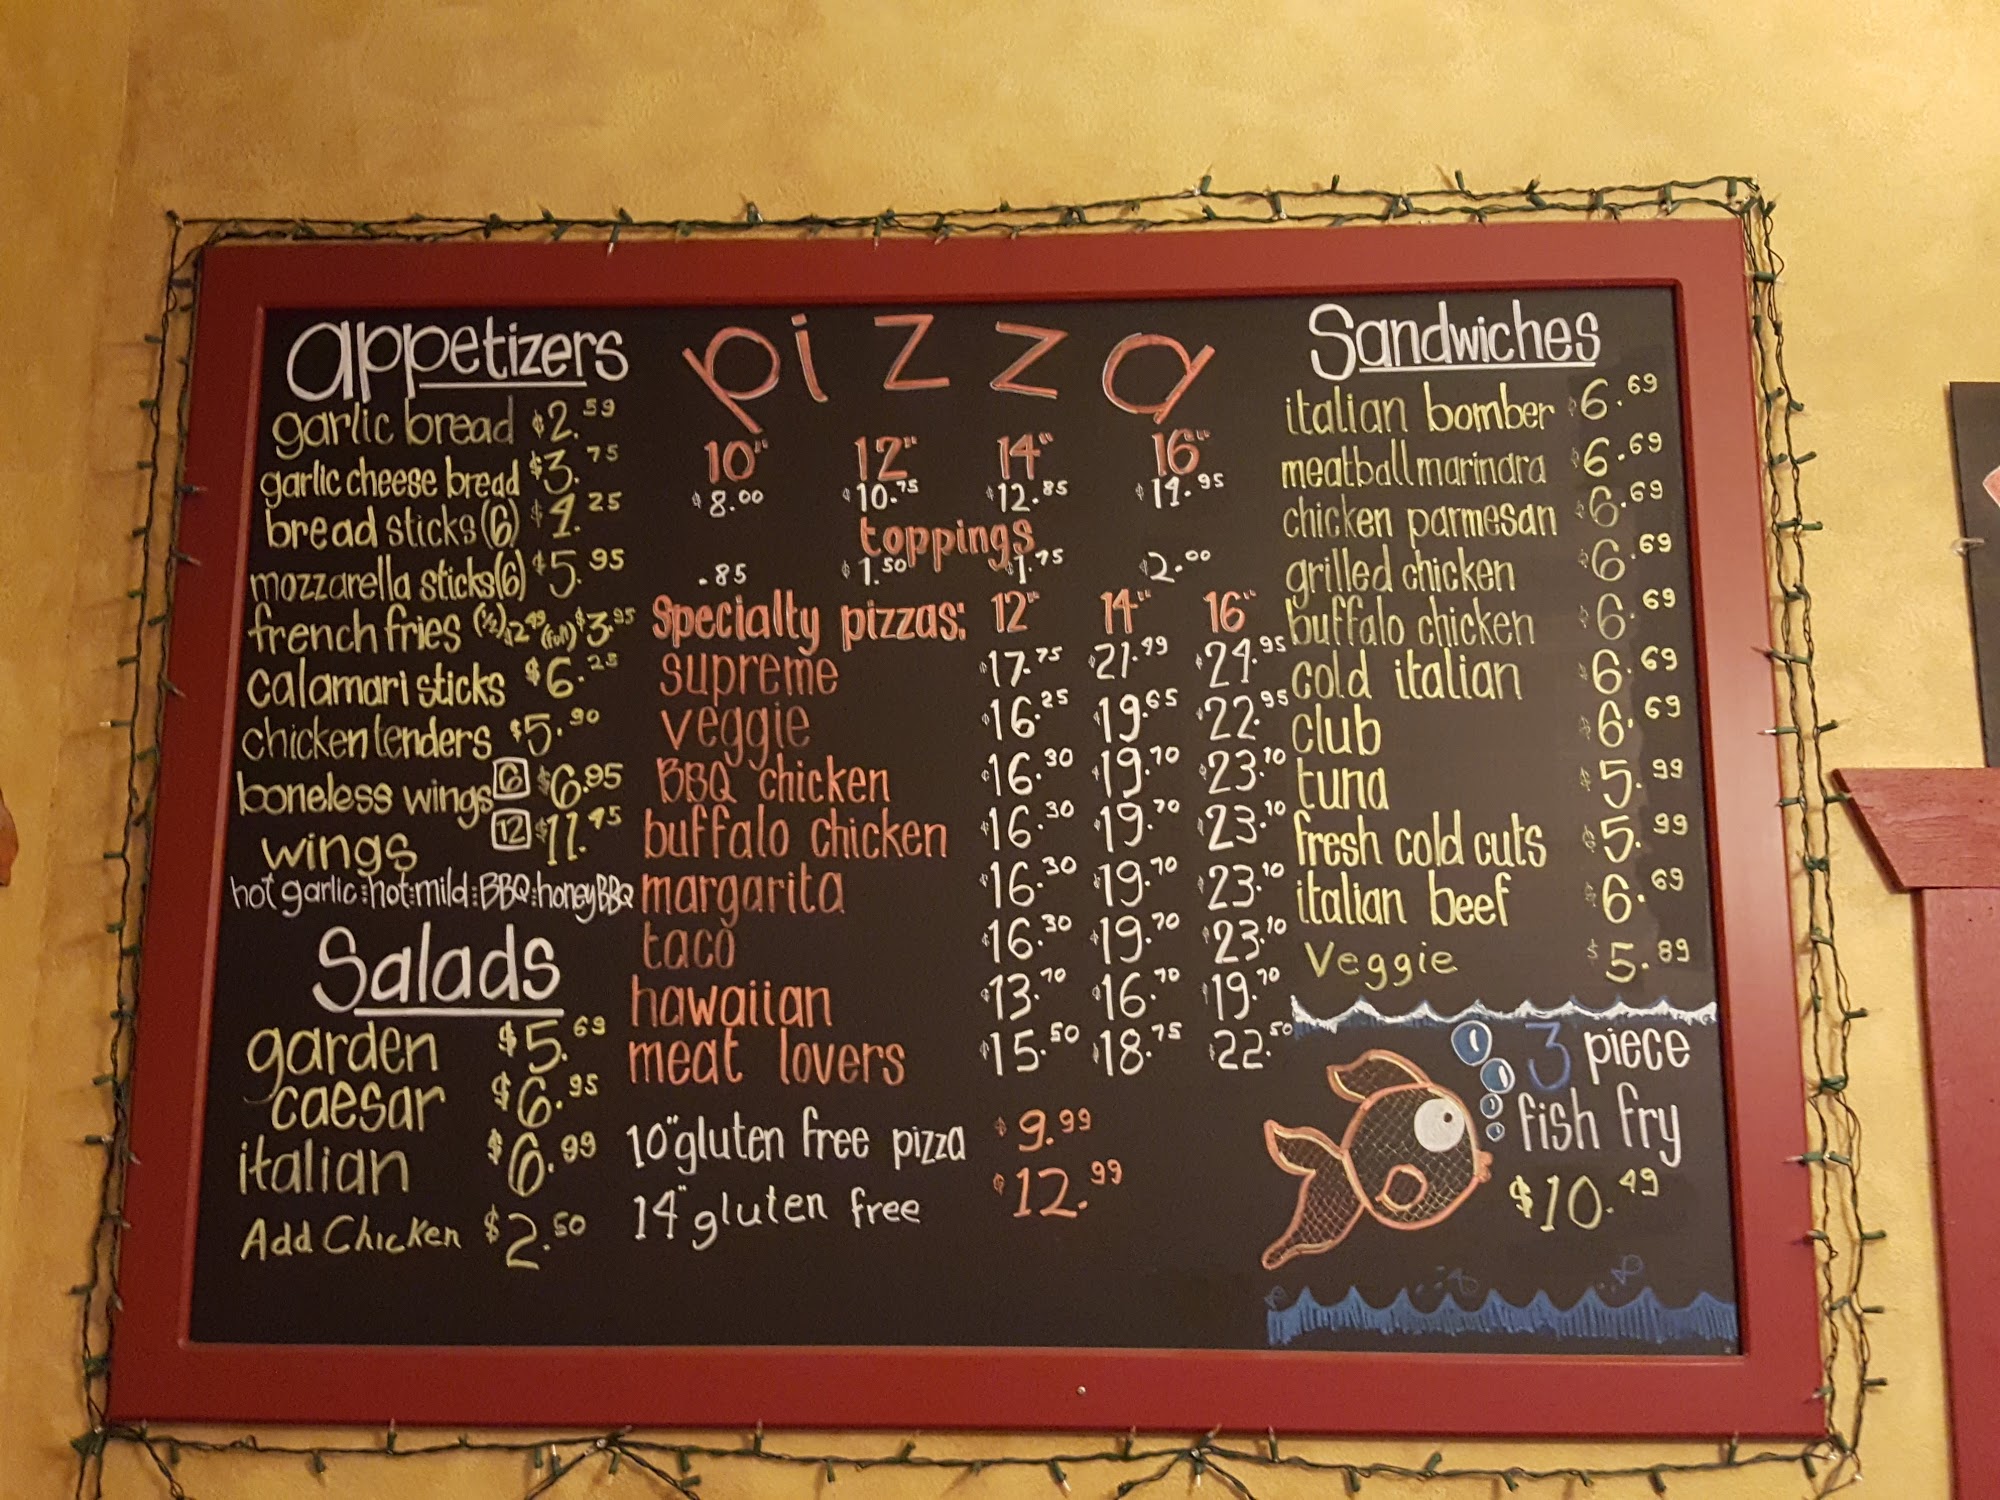 appetizers
garlic bread $2.59
garlic cheese bread $3.75
bread sticks (6) $4.25
mozzarella sticks (6) $5.95
french fries (½) $2.49 (full) $3.95
calamari sticks $6.25
chicken tenders $5.90
boneless wings 6 $6.95
wings 12 $11.45
hot garlic:hot:mild:BBQ:honey BBQ
Salads
garden $5.69
caesar $6.95
italian $6.99
Add Chicken $2.50
pizza
10" 12" 14" 16"
$8.00 $10.75 $12.85 $14.95
toppings
.85 $1.50 $1.75 $2.00
Specialty pizzas: 12" 14" 16"
supreme $17.75 $21.99 $24.95
veggie $16.25 $19.65 $22.95
BBQ chicken $16.30 $19.70 $23.10
buffalo chicken $16.30 $19.70 $23.10
margarita $16.30 $19.70 $23.10
taco $16.30 $19.70 $23.10
hawaiian $13.70 $16.70 $19.70
meat lovers $15.50 $18.75 $22.50
10" gluten free pizza $9.99
14" gluten free $12.99
Sandwiches
italian bomber $6.69
meatball marinara $6.69
chicken parmesan $6.69
grilled chicken $6.69
buffalo chicken $6.69
cold italian $6.69
club $6.69
tuna $5.99
fresh cold cuts $5.99
italian beef $6.69
Veggie $5.89
3 piece
fish fry
$10.49